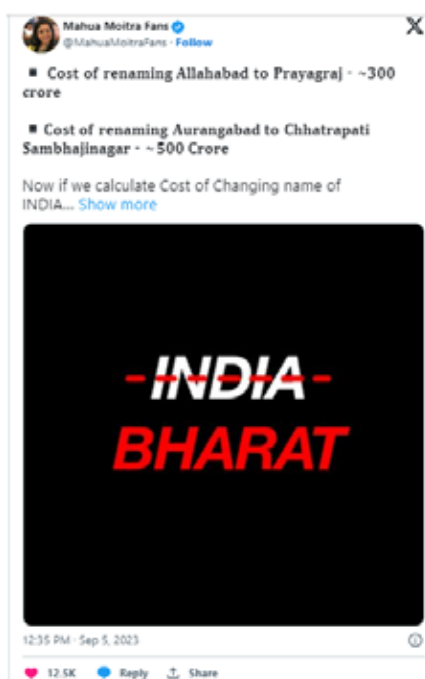 Mahua Moitra Fans
@MahuaMoitraFans · Follow
X
▪ Cost of renaming Allahabad to Prayagraj - ~300
crore
▪ Cost of renaming Aurangabad to Chhatrapati
Sambhajinagar - ~500 Crore
Now if we calculate Cost of Changing name of
INDIA... Show more
-INDIA-
BHARAT
12:35 PM · Sep 5, 2023
12.5K Reply Share